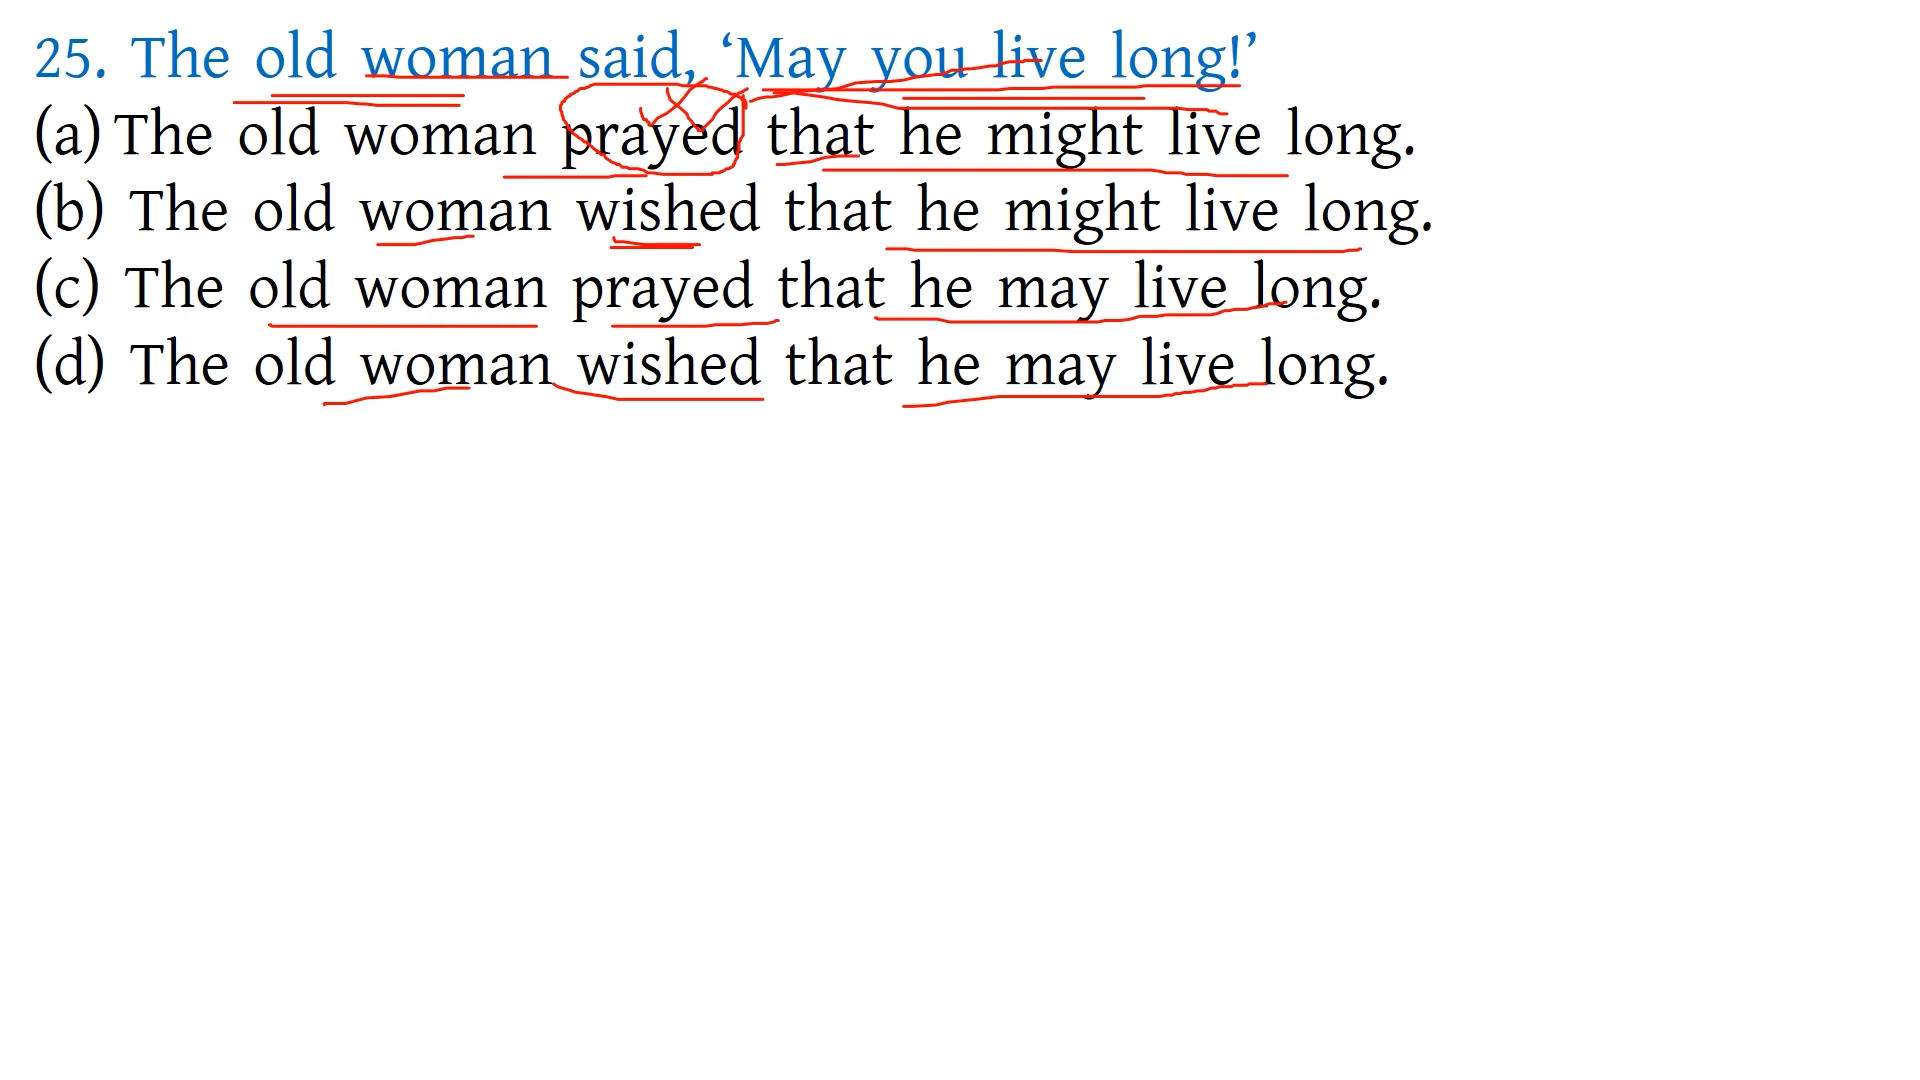 25. The old woman said, ‘May you live long!’
(a) The old woman prayed that he might live long.
(b) The old woman wished that he might live long.
(c) The old woman prayed that he may live long.
(d) The old woman wished that he may live long.